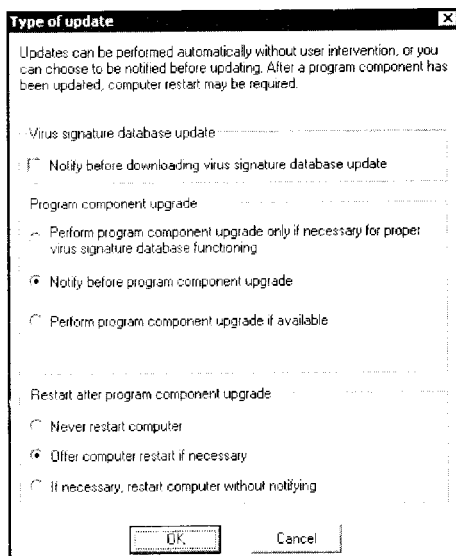 Type of update
Updates can be performed automatically without user intervention, or you
can choose to be notified before updating. After a program component has
been updated, computer restart may be required.
Virus signature database update
Notify before downloading virus signature database update
Program component upgrade
Perform program component upgrade only if necessary for proper
virus signature database functioning
Notify before program component upgrade
Perform program component upgrade if available
Restart after program component upgrade
Never restart computer
Offer computer restart if necessary
If necessary, restart computer without notifying
OK
Cancel